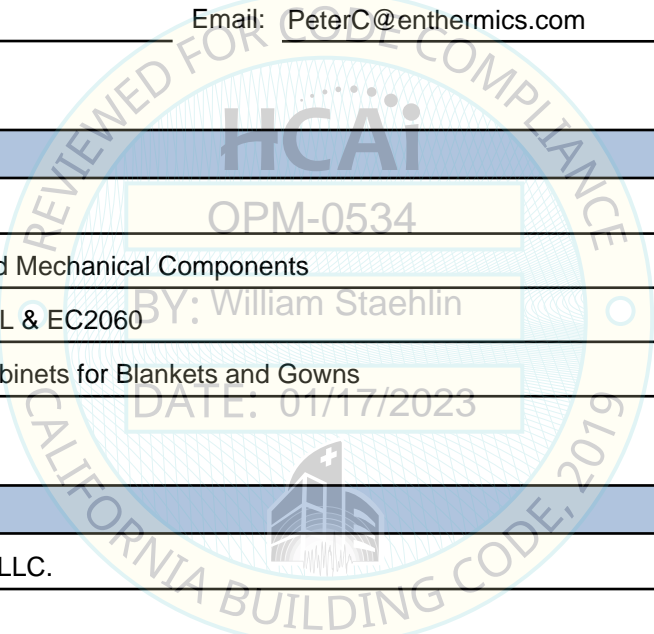 Email: PeterC@enthermics.com
REVIEWED FOR CODE COMPLIANCE
HCAi
OPM-0534
d Mechanical Components
BY: William Staehlin
L & EC2060
binets for Blankets and Gowns
DATE: 01/17/2023
LLC.
CALIFORNIA BUILDING CODE, 2019